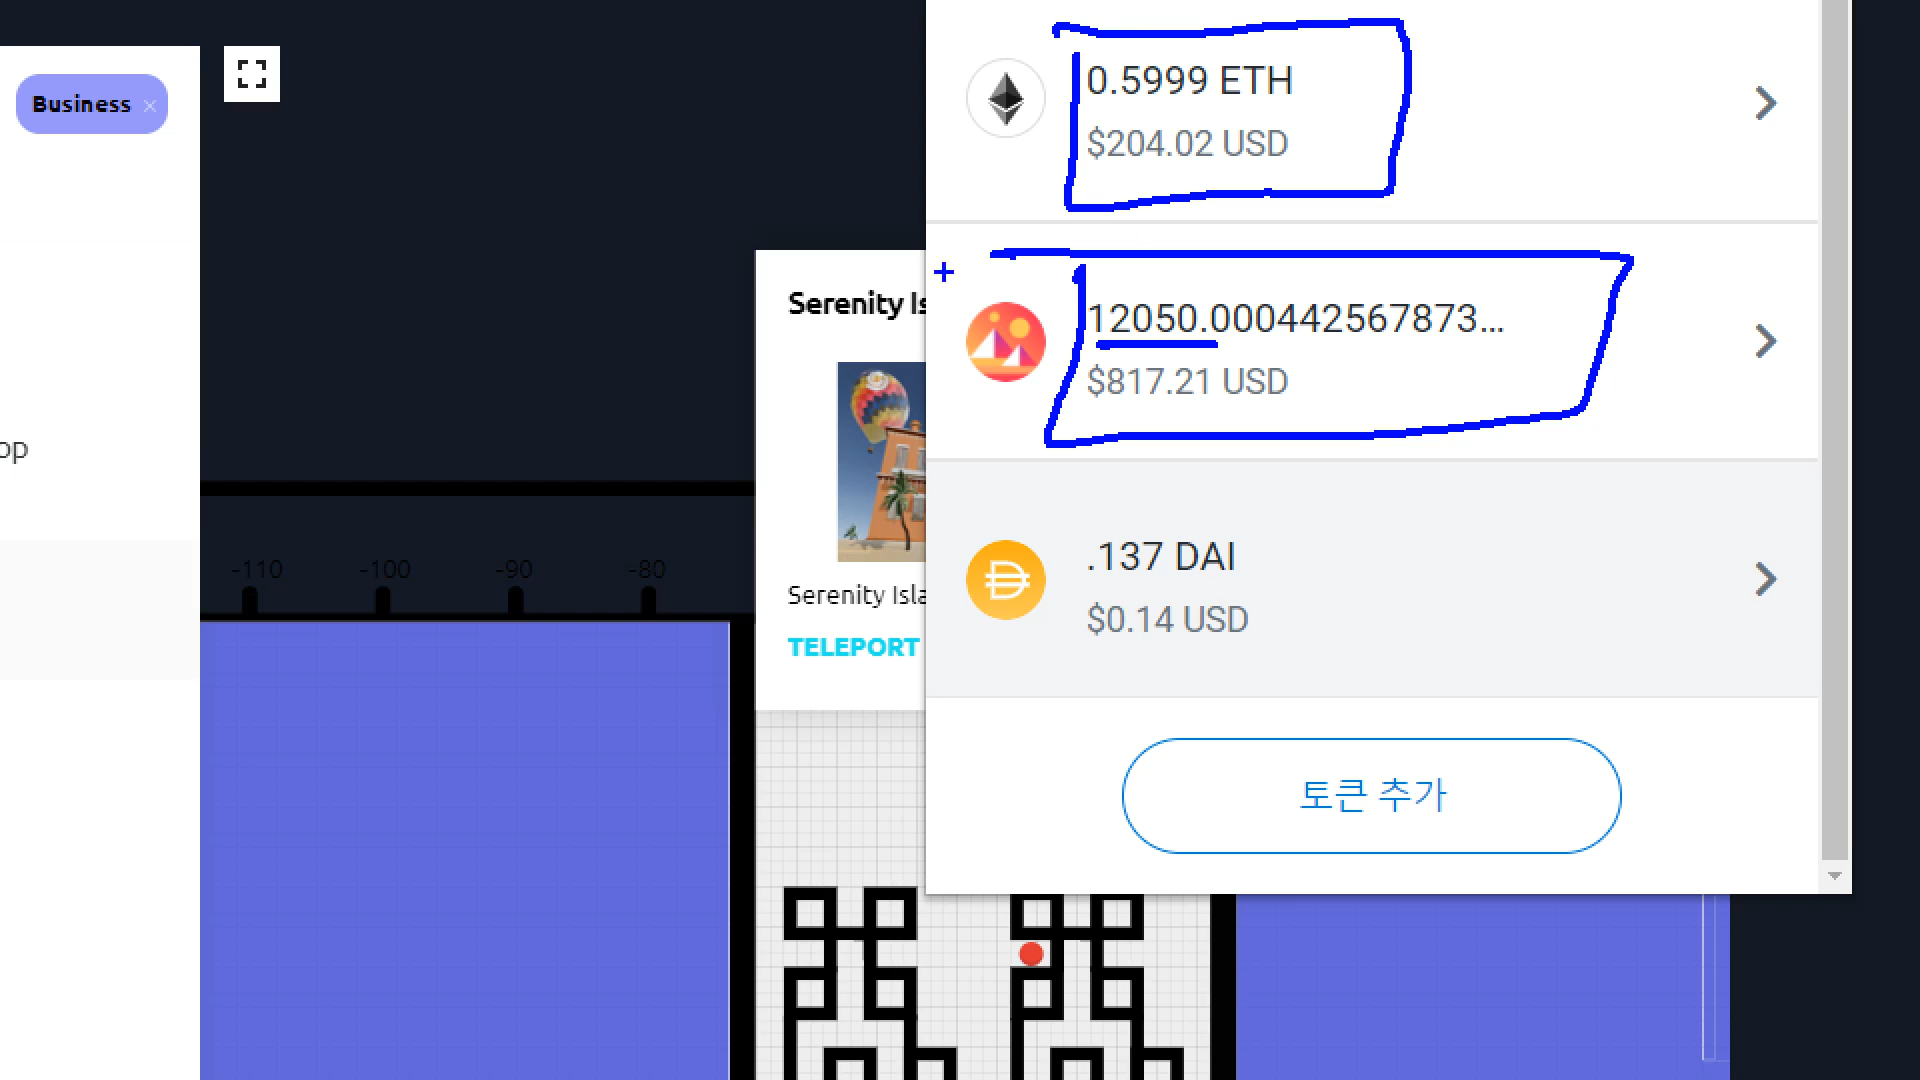 Business ×
op
-110 -100 -90 -80
Serenity Is
Serenity Isla
TELEPORT
0.5999 ETH
$204.02 USD
12050.000442567873...
$817.21 USD
.137 DAI
$0.14 USD
토큰 추가